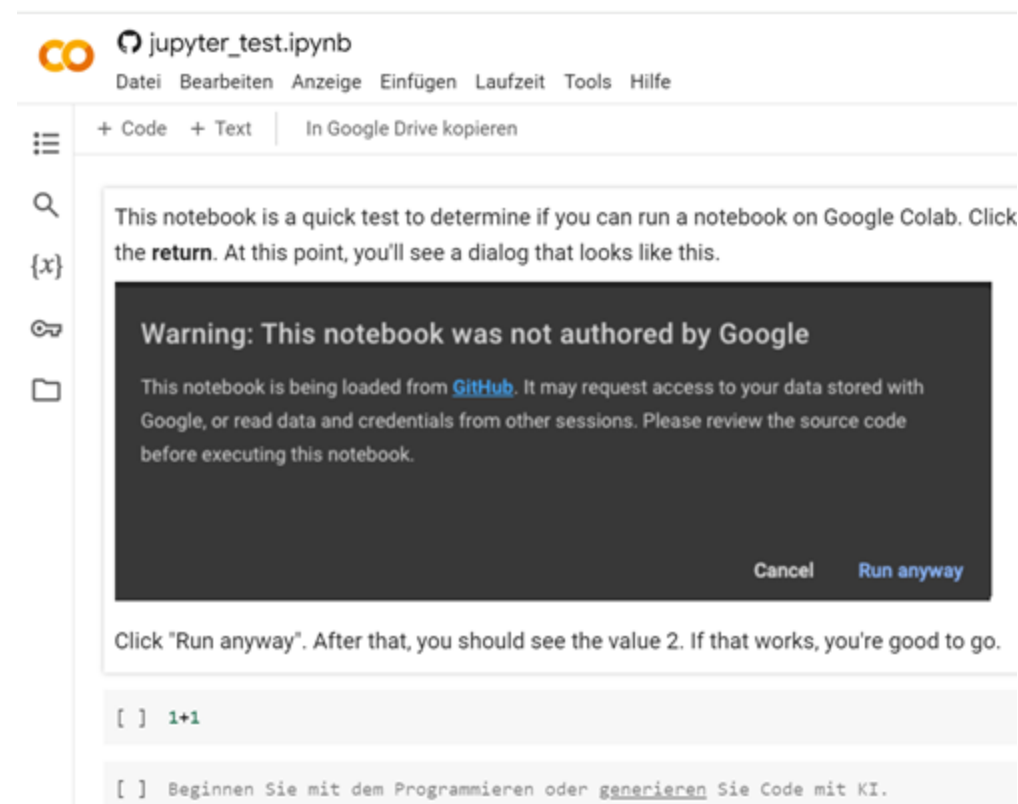 jupyter_test.ipynb
Datei Bearbeiten Anzeige Einfügen Laufzeit Tools Hilfe
+ Code + Text In Google Drive kopieren
This notebook is a quick test to determine if you can run a notebook on Google Colab. Click
the return. At this point, you'll see a dialog that looks like this.
{x}
Warning: This notebook was not authored by Google
This notebook is being loaded from GitHub. It may request access to your data stored with
Google, or read data and credentials from other sessions. Please review the source code
before executing this notebook.
Cancel Run anyway
Click "Run anyway". After that, you should see the value 2. If that works, you're good to go.
[ ] 1+1
[ ] Beginnen Sie mit dem Programmieren oder generieren Sie Code mit KI.